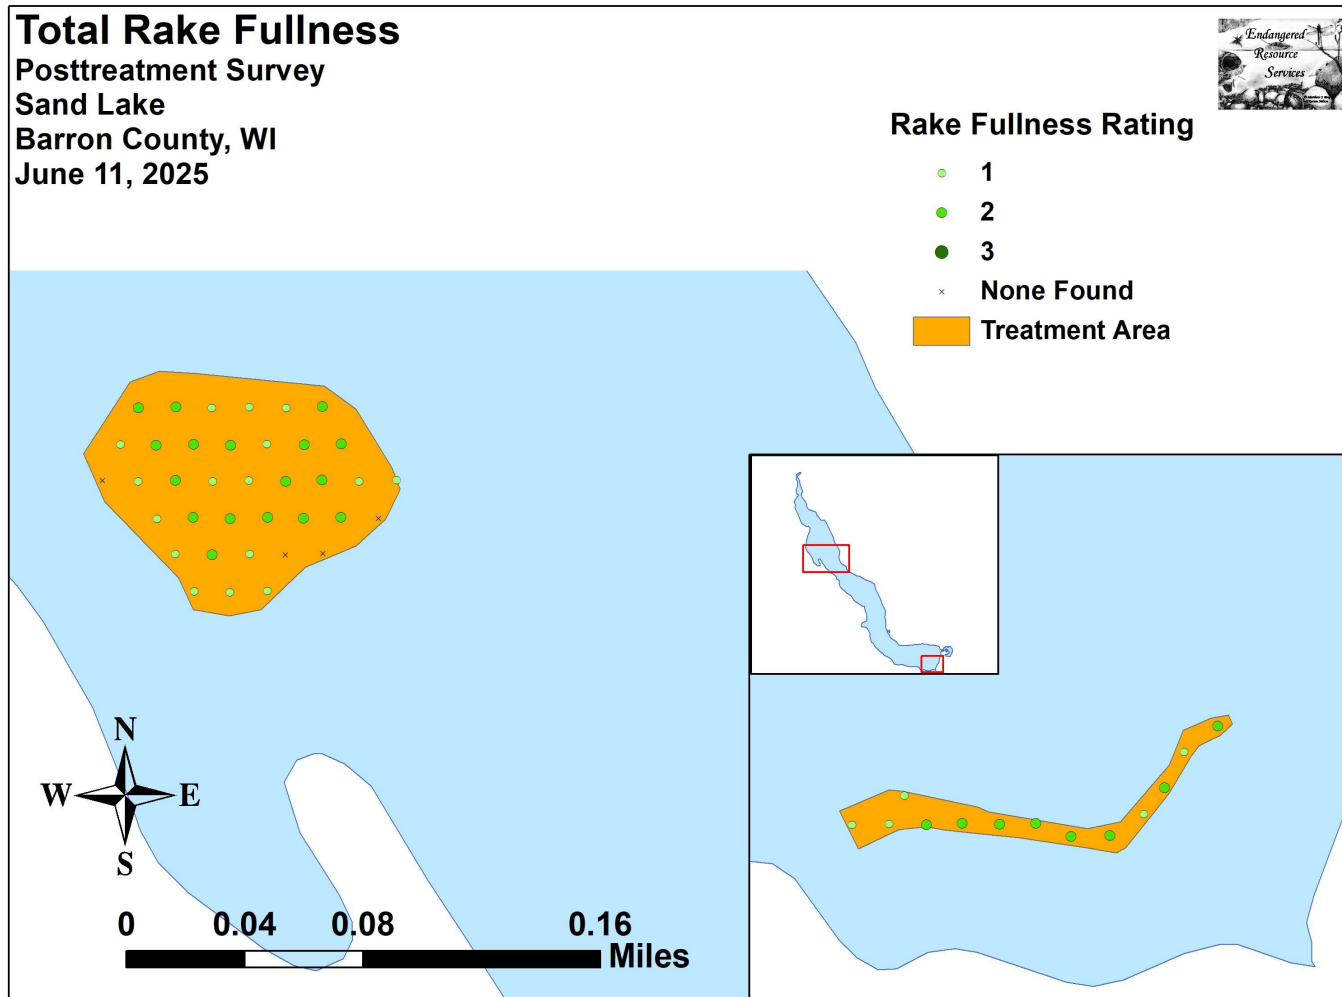 Total Rake Fullness
Posttreatment Survey
Sand Lake
Barron County, WI
June 11, 2025
Endangered
Resource
Services
Rake Fullness Rating
1
2
3
None Found
Treatment Area
N
W E
S
0 0.04 0.08 0.16
Miles